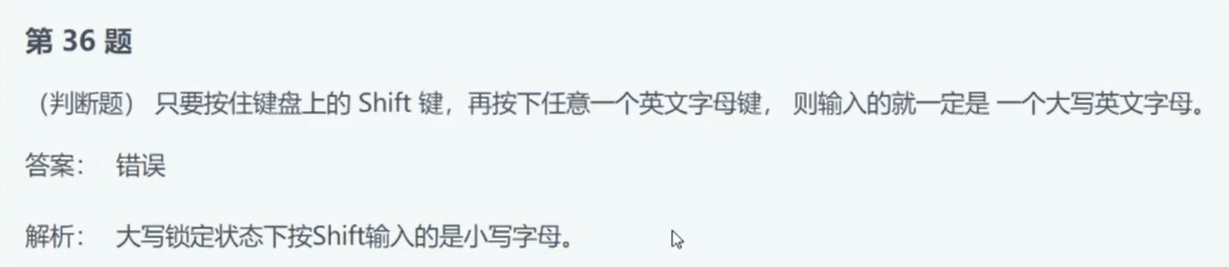 第 36 题
（判断题） 只要按住键盘上的 Shift 键，再按下任意一个英文字母键， 则输入的就一定是 一个大写英文字母。
答案： 错误
解析： 大写锁定状态下按Shift输入的是小写字母。